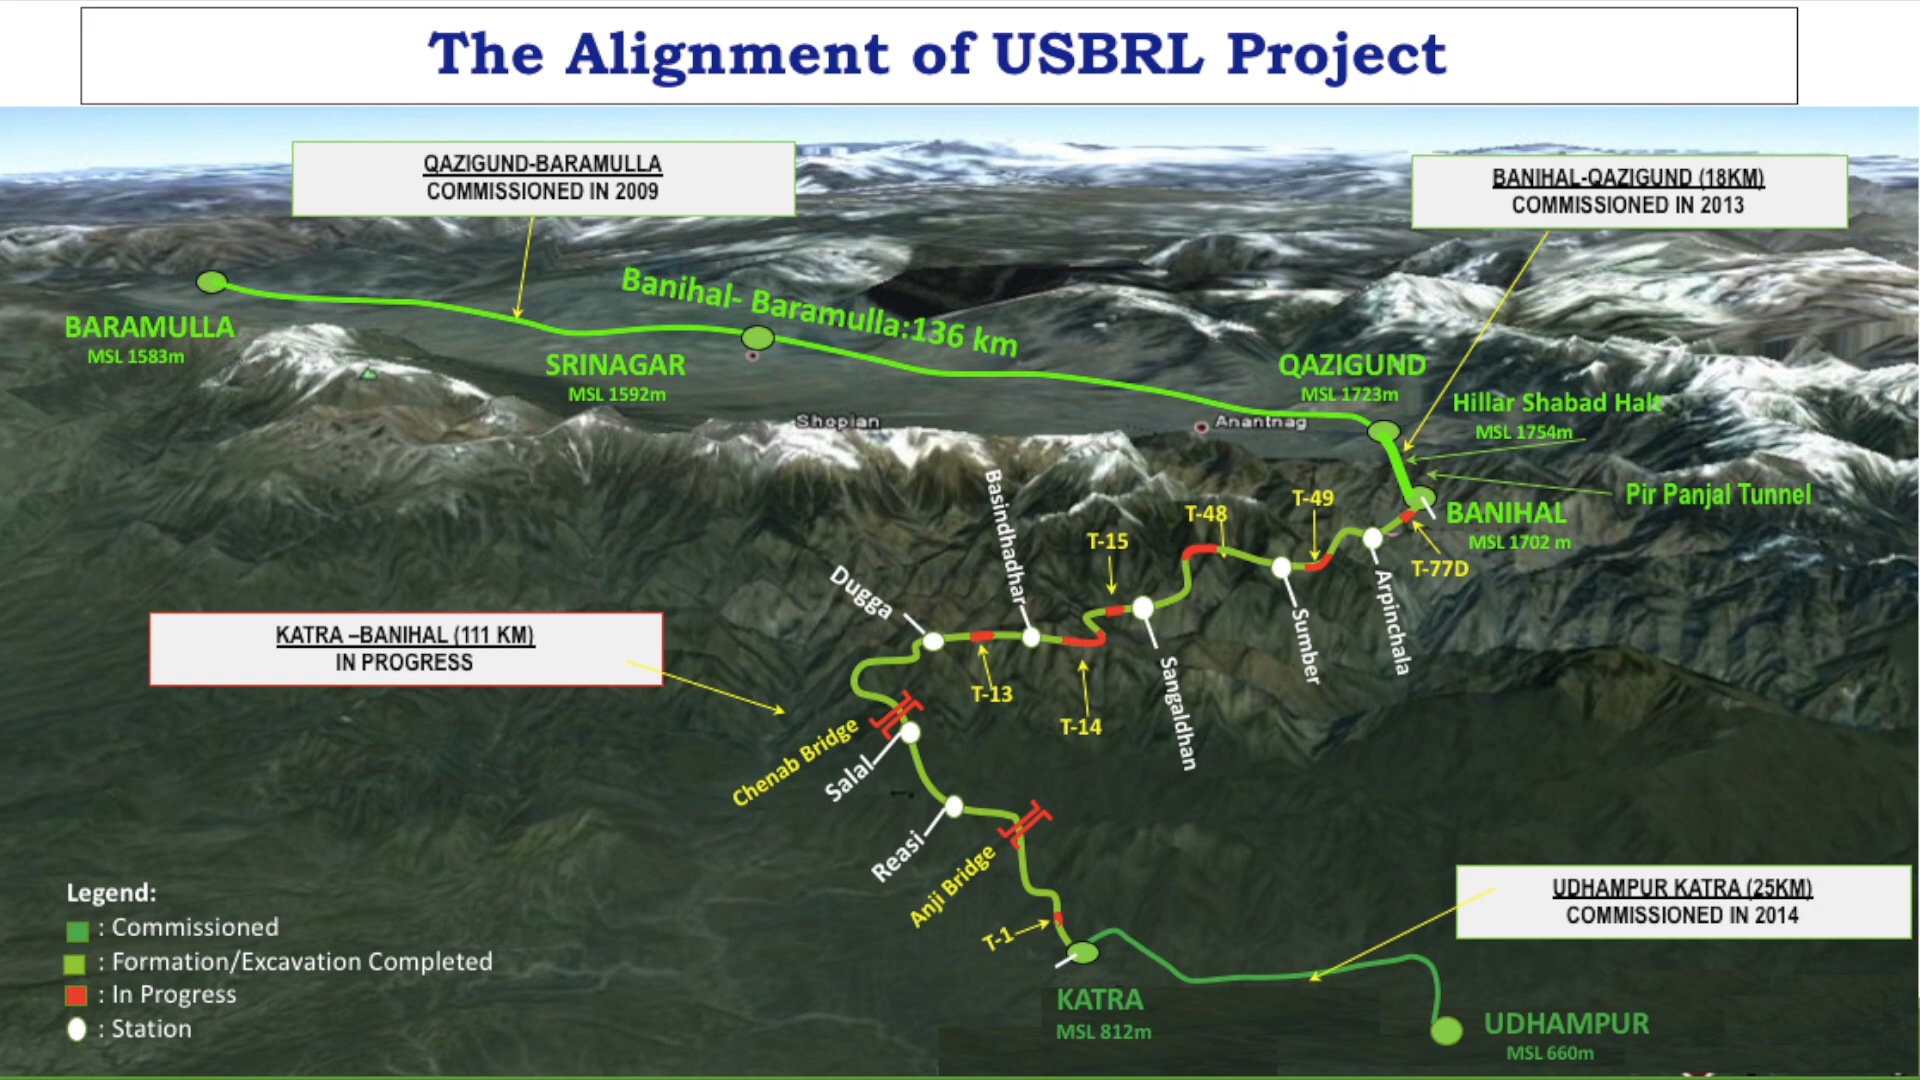 The Alignment of USBRL Project
QAZIGUND-BARAMULLA
COMMISSIONED IN 2009
BANIHAL-QAZIGUND (18KM)
COMMISSIONED IN 2013
Banihal- Baramulla:136 km
BARAMULLA
MSL 1583m
SRINAGAR
MSL 1592m
QAZIGUND
MSL 1723m
Hillar Shabad Halt
MSL 1754m
Shopian
Anantnag
Pir Panjal Tunnel
BANIHAL
MSL 1702 m
T-77D
T-49
T-48
T-15
Basindhadhar
Dugga
Arpinchala
Sumber
Sangaldhan
KATRA –BANIHAL (111 KM)
IN PROGRESS
T-13
T-14
Chenab Bridge
Salal
Reasi
Anji Bridge
T-1
UDHAMPUR KATRA (25KM)
COMMISSIONED IN 2014
KATRA
MSL 812m
UDHAMPUR
MSL 660m
Legend:
: Commissioned
: Formation/Excavation Completed
: In Progress
: Station